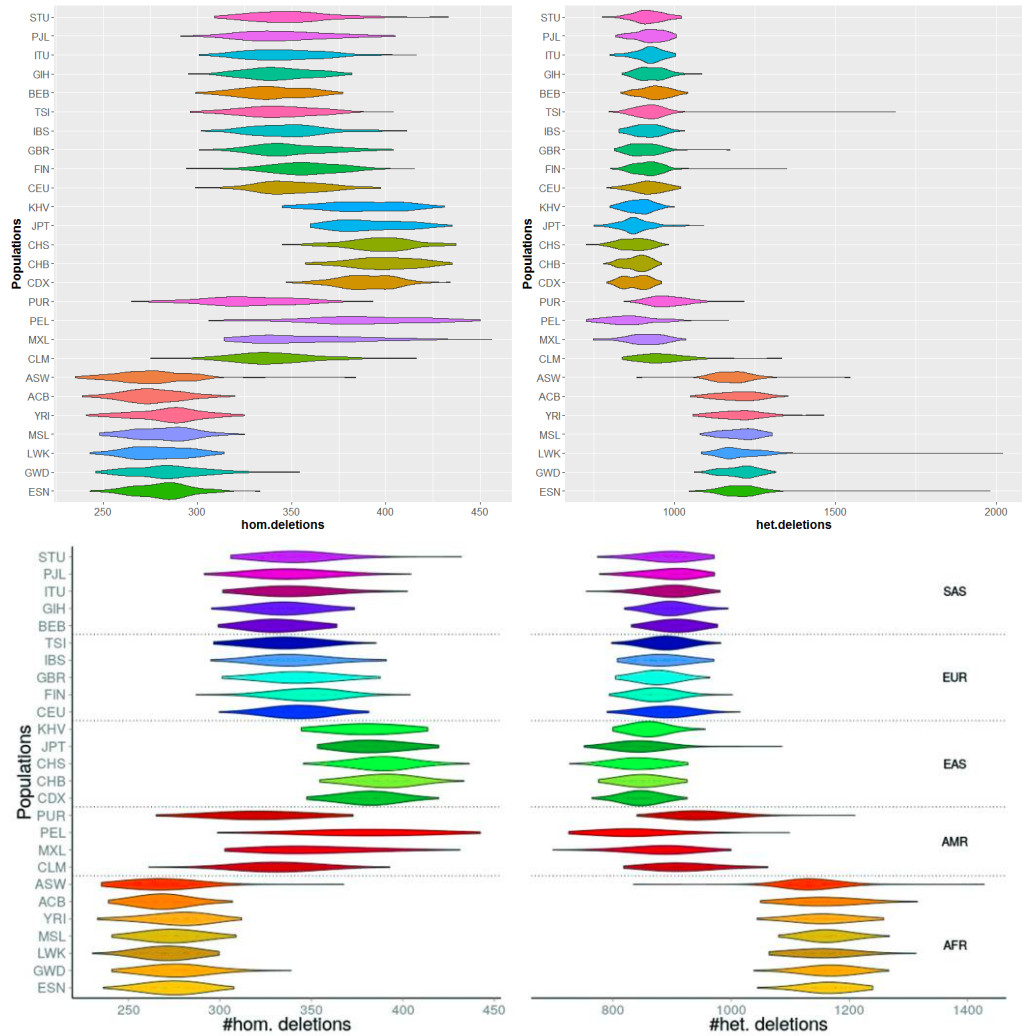 STU
PJL
ITU
GIH
BEB
TSI
IBS
GBR
FIN
CEU
KHV
JPT
CHS
CHB
CDX
PUR
PEL
MXL
CLM
ASW
ACB
YRI
MSL
LWK
GWD
ESN
Populations
250 300 350 400 450
hom.deletions
STU
PJL
ITU
GIH
BEB
TSI
IBS
GBR
FIN
CEU
KHV
JPT
CHS
CHB
CDX
PUR
PEL
MXL
CLM
ASW
ACB
YRI
MSL
LWK
GWD
ESN
Populations
1000 1500 2000
het.deletions
STU
PJL
ITU
GIH
BEB
TSI
IBS
GBR
FIN
CEU
KHV
JPT
CHS
CHB
CDX
PUR
PEL
MXL
CLM
ASW
ACB
YRI
MSL
LWK
GWD
ESN
Populations
250 300 350 400 450
#hom. deletions
SAS
EUR
EAS
AMR
AFR
800 1000 1200 1400
#het. deletions